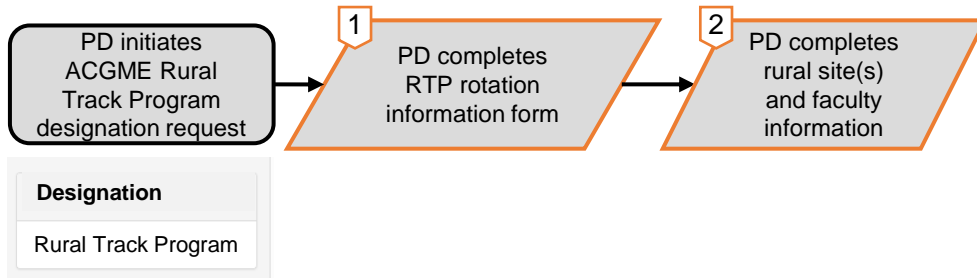 PD initiates
ACGME Rural
Track Program
designation request
1
PD completes
RTP rotation
information form
2
PD completes
rural site(s)
and faculty
information
Designation
Rural Track Program